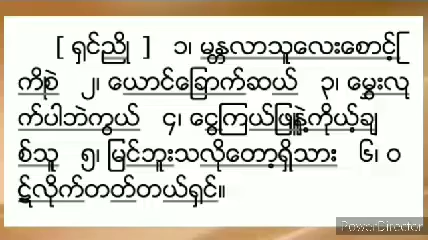 [ ရှင်ညို ] ၁၊ မန္တလာသူလေးစောင့်ြ
ကိုစဲ ၂၊ ယောင်ခြောက်ဆယ် ၃၊ မွှေးလု
က်ပါဘဲကွယ် ၄၊ ငွေကြယ်ဖြူနဲ့ကိုယ့်ချ
စ်သူ ၅၊ မြင်ဘူးသလိုတော့ရှိသား ၆၊ ဝ
ဋ္ဋ်လိုက်တတ်တယ်ရှင်။
PowerDirector